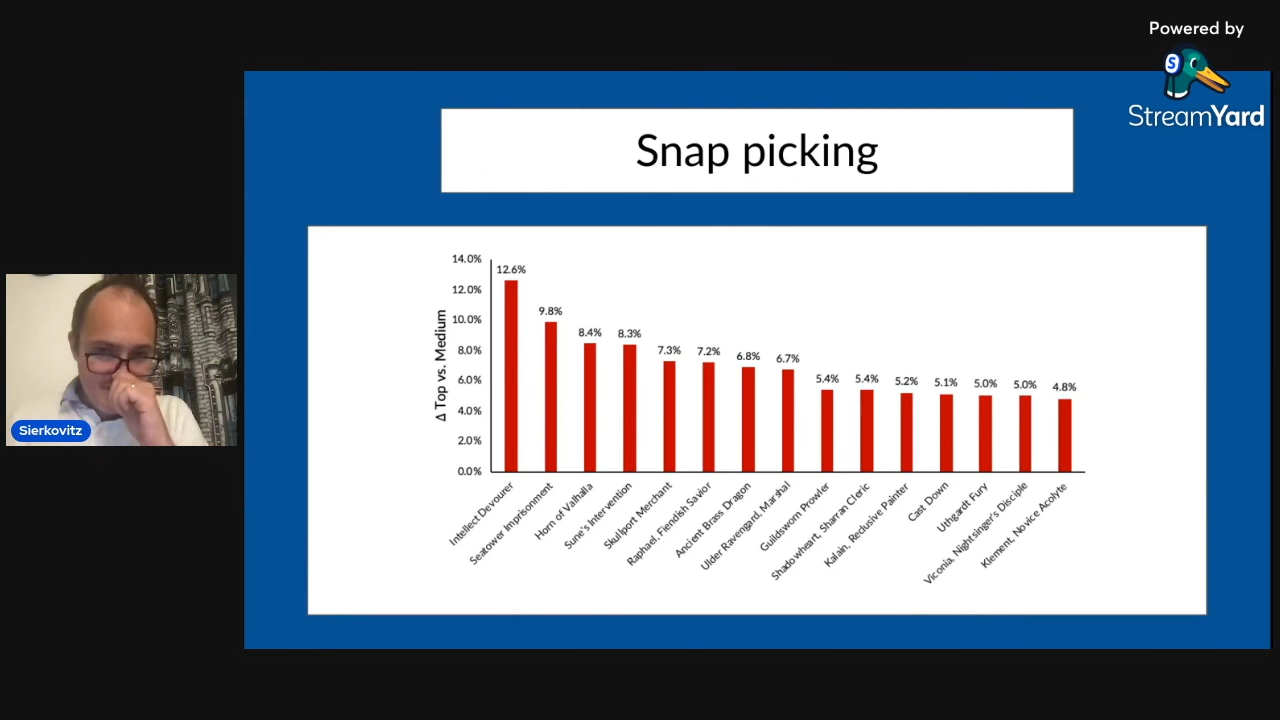 Powered by
StreamYard
Snap picking
Δ Top vs. Medium
14.0%
12.0%
10.0%
8.0%
6.0%
4.0%
2.0%
0.0%
12.6%
9.8%
8.4%
8.3%
7.3%
7.2%
6.8%
6.7%
5.4%
5.4%
5.2%
5.1%
5.0%
5.0%
4.8%
Intellect Devourer
Seatower Imprisonment
Horn of Valhalla
Sune's Intervention
Skullport Merchant
Raphael, Fiendish Savior
Ancient Brass Dragon
Ulder Ravengard, Marshal
Guildsworn Prowler
Shadowheart, Sharran Cleric
Kalain, Reclusive Painter
Cast Down
Uthgardt Fury
Viconia, Nightsinger's Disciple
Klement, Novice Acolyte
Sierkovitz